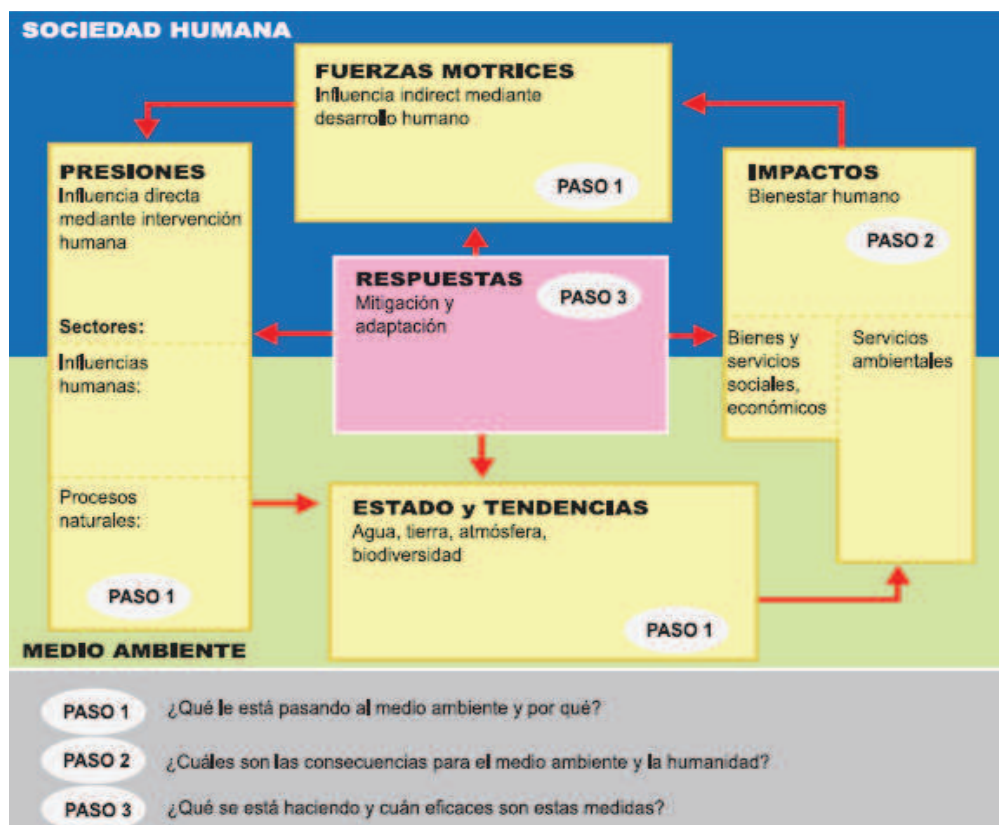 SOCIEDAD HUMANA
FUERZAS MOTRICES
Influencia indirect mediante
desarrollo humano
PASO 1
PRESIONES
Influencia directa
mediante intervención
humana
Sectores:
Influencias
humanas:
Procesos
naturales:
PASO 1
IMPACTOS
Bienestar humano
PASO 2
Bienes y
servicios
sociales,
económicos
Servicios
ambientales
RESPUESTAS
Mitigación y
adaptación
PASO 3
ESTADO y TENDENCIAS
Agua, tierra, atmósfera,
biodiversidad
PASO 1
MEDIO AMBIENTE
PASO 1 ¿Qué le está pasando al medio ambiente y por qué?
PASO 2 ¿Cuáles son las consecuencias para el medio ambiente y la humanidad?
PASO 3 ¿Qué se está haciendo y cuán eficaces son estas medidas?